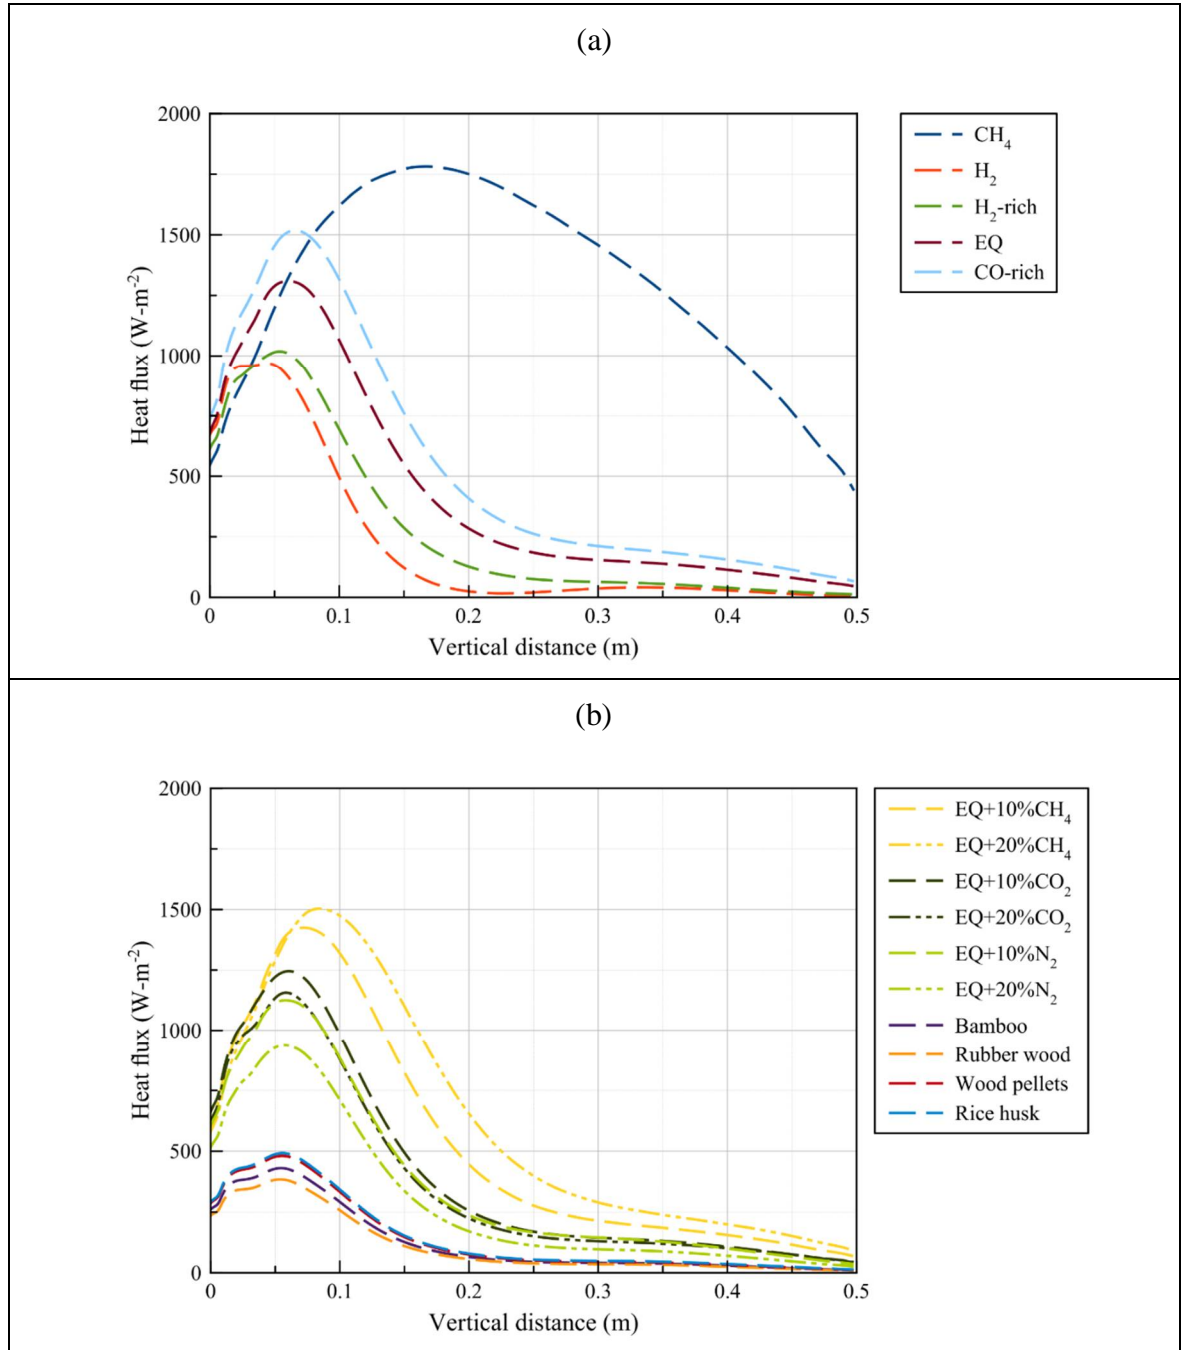 (a)
2000
1500
1000
500
0
Heat flux (W-m⁻²)
0 0.1 0.2 0.3 0.4 0.5
Vertical distance (m)
CH₄
H₂
H₂-rich
EQ
CO-rich
(b)
2000
1500
1000
500
0
Heat flux (W-m⁻²)
0 0.1 0.2 0.3 0.4 0.5
Vertical distance (m)
EQ+10%CH₄
EQ+20%CH₄
EQ+10%CO₂
EQ+20%CO₂
EQ+10%N₂
EQ+20%N₂
Bamboo
Rubber wood
Wood pellets
Rice husk